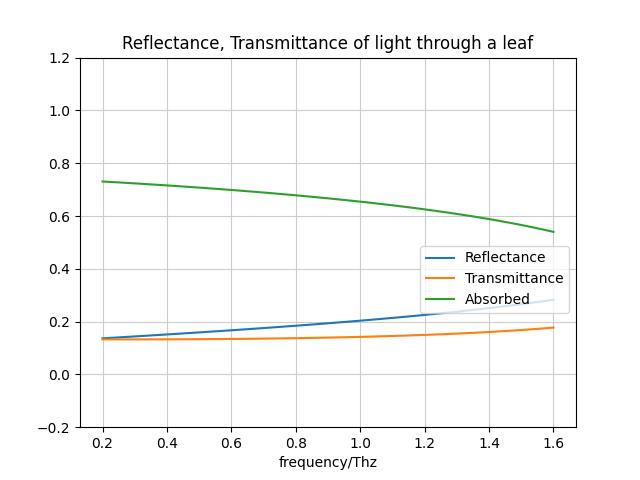 Reflectance, Transmittance of light through a leaf
1.2
1.0
0.8
0.6
0.4
0.2
0.0
−0.2
Reflectance
Transmittance
Absorbed
0.2 0.4 0.6 0.8 1.0 1.2 1.4 1.6
frequency/Thz